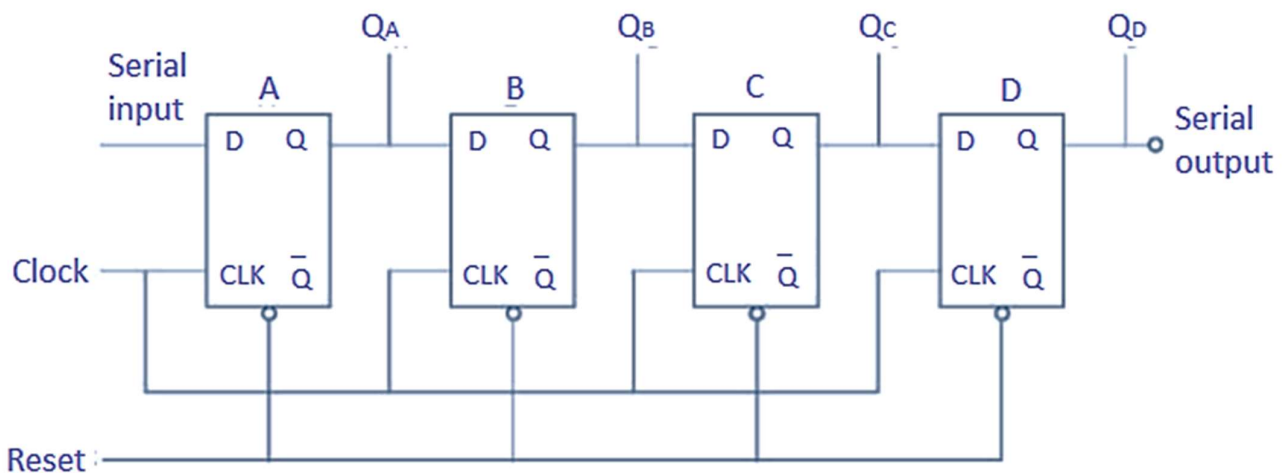 QA QB QC QD
Serial
input
A B C D
D Q D Q D Q D Q
Serial
output
Clock
CLK Q̅ CLK Q̅ CLK Q̅ CLK Q̅
Reset